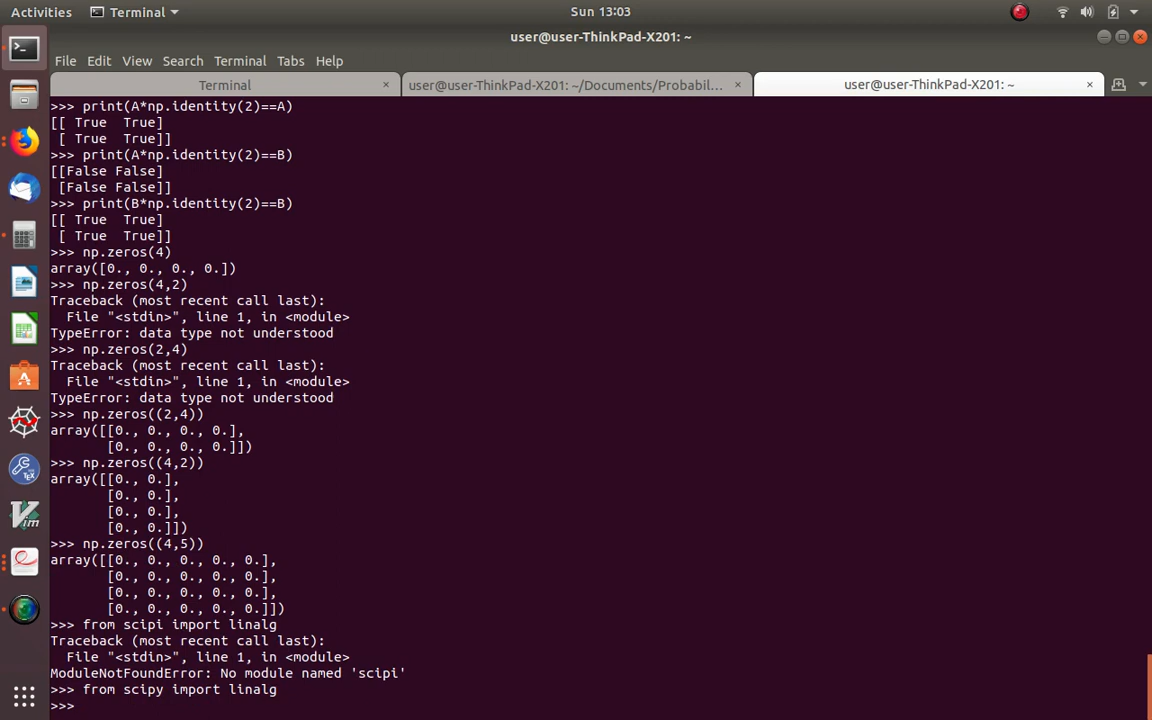 Activities Terminal Sun 13:03
user@user-ThinkPad-X201: ~
File Edit View Search Terminal Tabs Help
Terminal × user@user-ThinkPad-X201: ~/Documents/Probabil... × user@user-ThinkPad-X201: ~ ×
>>> print(A*np.identity(2)==A)
[[ True  True]
 [ True  True]]
>>> print(A*np.identity(2)==B)
[[False False]
 [False False]]
>>> print(B*np.identity(2)==B)
[[ True  True]
 [ True  True]]
>>> np.zeros(4)
array([0., 0., 0., 0.])
>>> np.zeros(4,2)
Traceback (most recent call last):
  File "<stdin>", line 1, in <module>
TypeError: data type not understood
>>> np.zeros(2,4)
Traceback (most recent call last):
  File "<stdin>", line 1, in <module>
TypeError: data type not understood
>>> np.zeros((2,4))
array([[0., 0., 0., 0.],
       [0., 0., 0., 0.]])
>>> np.zeros((4,2))
array([[0., 0.],
       [0., 0.],
       [0., 0.],
       [0., 0.]])
>>> np.zeros((4,5))
array([[0., 0., 0., 0., 0.],
       [0., 0., 0., 0., 0.],
       [0., 0., 0., 0., 0.],
       [0., 0., 0., 0., 0.]])
>>> from scipi import linalg
Traceback (most recent call last):
  File "<stdin>", line 1, in <module>
ModuleNotFoundError: No module named 'scipi'
>>> from scipy import linalg
>>>